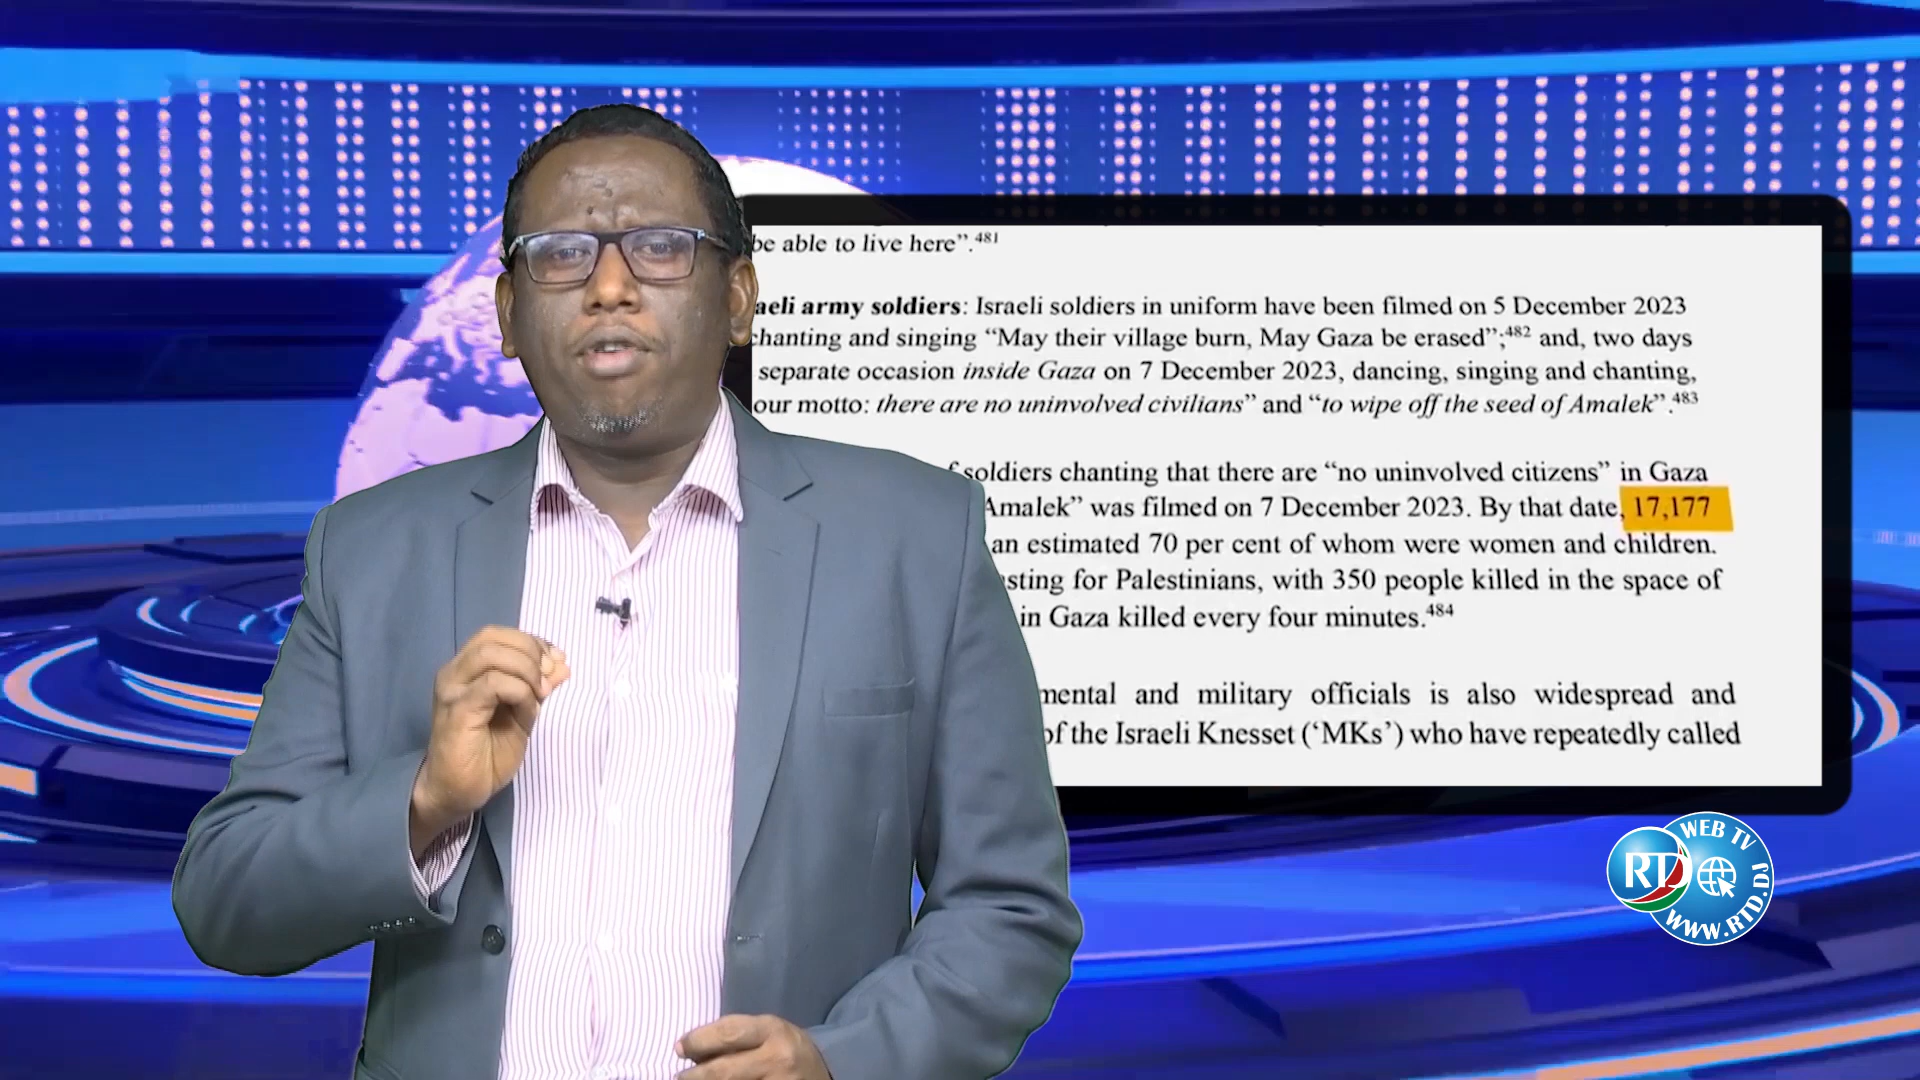 be able to live here”.481
aeli army soldiers: Israeli soldiers in uniform have been filmed on 5 December 2023
chanting and singing “May their village burn, May Gaza be erased”;482 and, two days
separate occasion inside Gaza on 7 December 2023, dancing, singing and chanting,
our motto: there are no uninvolved civilians” and “to wipe off the seed of Amalek”.483
f soldiers chanting that there are “no uninvolved citizens” in Gaza
Amalek” was filmed on 7 December 2023. By that date, 17,177
an estimated 70 per cent of whom were women and children.
sting for Palestinians, with 350 people killed in the space of
in Gaza killed every four minutes.484
mental and military officials is also widespread and
of the Israeli Knesset (‘MKs’) who have repeatedly called
WEB TV
RTD
WWW.RTD.DJ